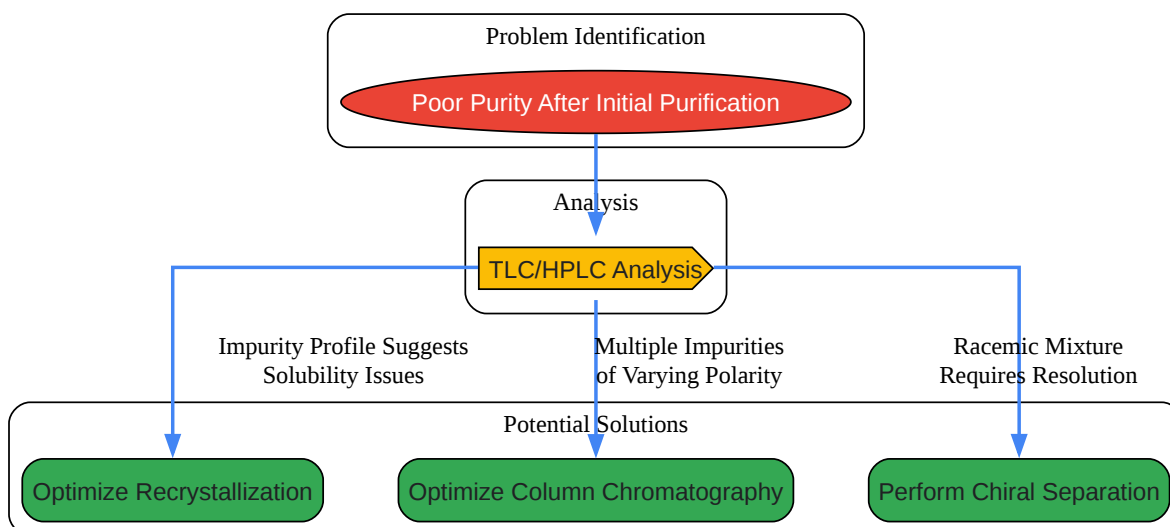 Problem Identification
Poor Purity After Initial Purification
Analysis
TLC/HPLC Analysis
Impurity Profile Suggests
Solubility Issues
Multiple Impurities
of Varying Polarity
Racemic Mixture
Requires Resolution
Potential Solutions
Optimize Recrystallization
Optimize Column Chromatography
Perform Chiral Separation